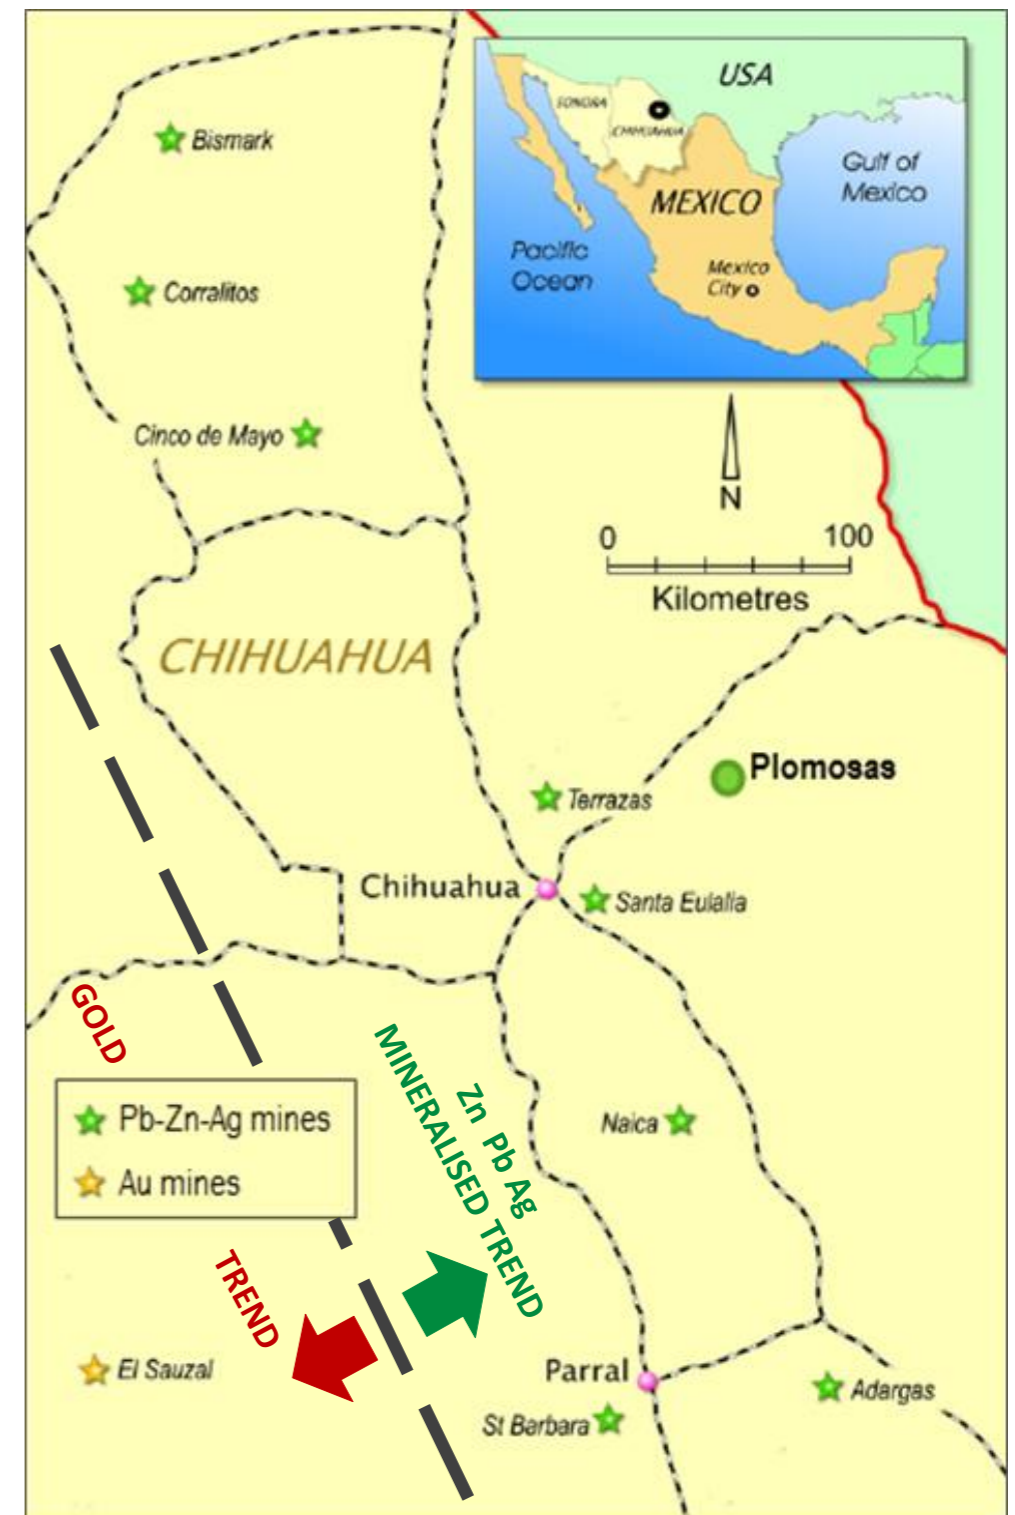 Bismark
Corralitos
Cinco de Mayo
USA
SONORA
CHIHUAHUA
Gulf of
Mexico
MEXICO
Pacific
Ocean
Mexico
City
N
0 100
Kilometres
CHIHUAHUA
Plomosas
Terrazas
Chihuahua
Santa Eulalia
GOLD
TREND
Zn Pb Ag
MINERALISED TREND
Pb-Zn-Ag mines
Au mines
Naica
El Sauzal
Parral
St Barbara
Adargas